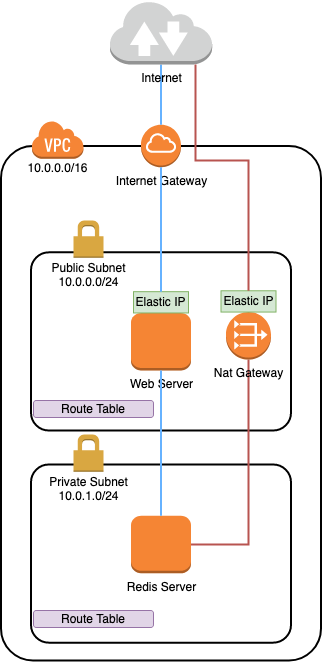 Internet
VPC
10.0.0.0/16
Internet Gateway
Public Subnet
10.0.0.0/24
Elastic IP
Elastic IP
Web Server
Nat Gateway
Route Table
Private Subnet
10.0.1.0/24
Redis Server
Route Table